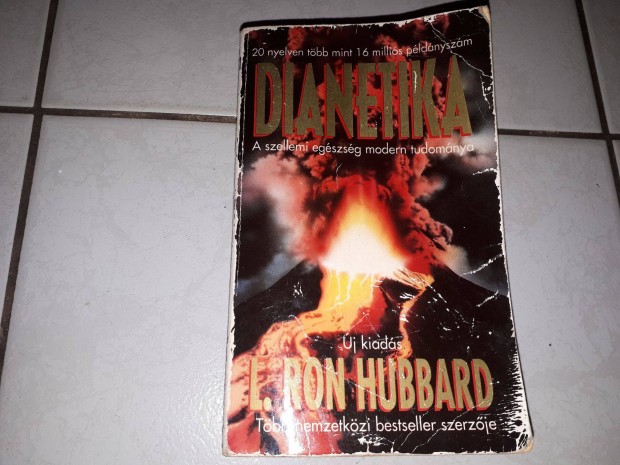 20 nyelven több mint 16 milliós példányszám
DIANETIKA
A szellemi egészség modern tudománya
Új kiadás
L. RON HUBBARD
Több nemzetközi bestseller szerzője